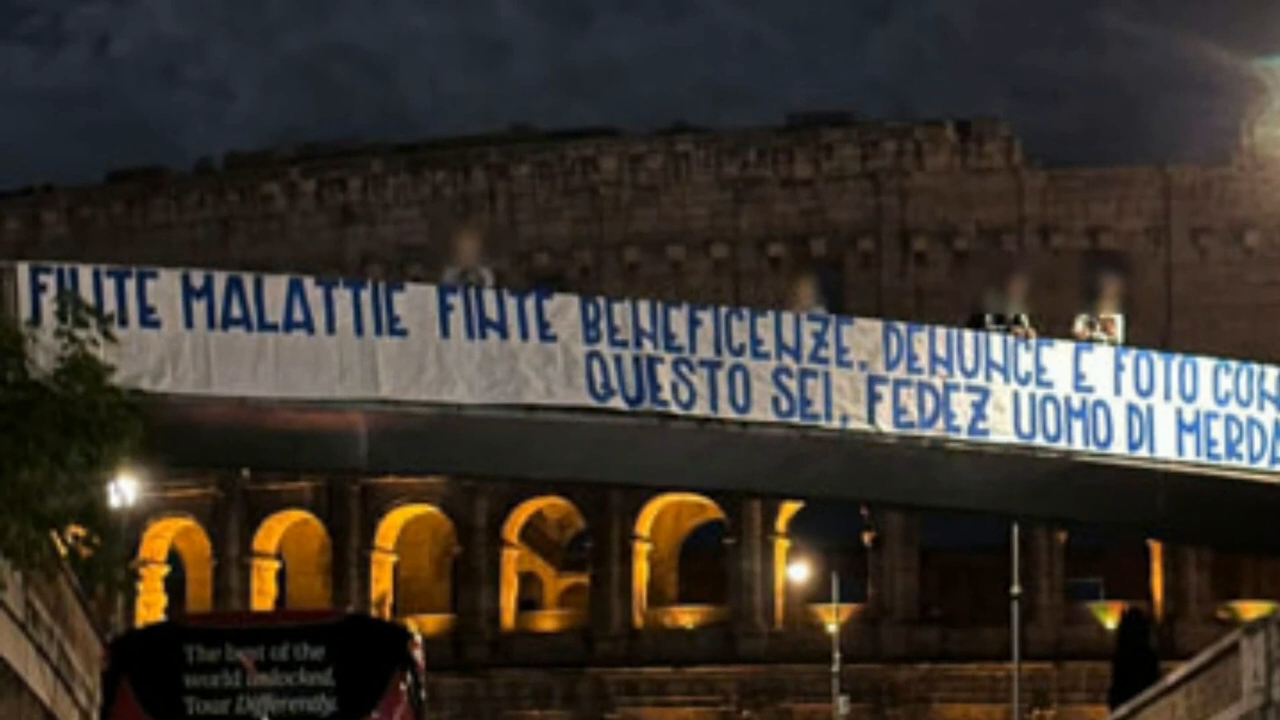 FINTE MALATTIE FINTE BENEFICENZE, DENUNCE E FOTO CON
QUESTO SEI, FEDEZ UOMO DI MERDA
The best of the
world unlocked.
Tour Differently.